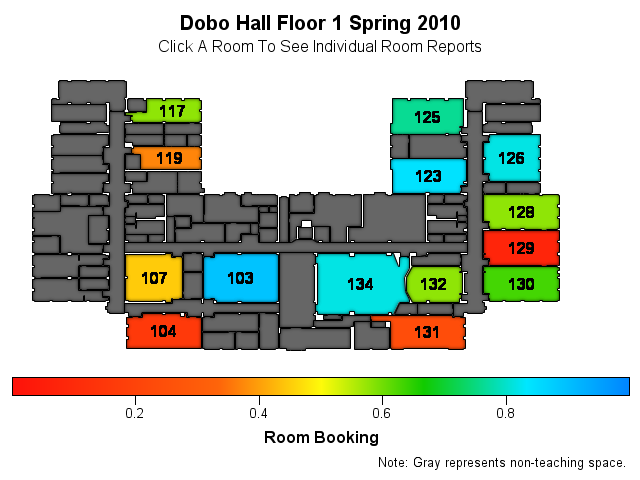 Dobo Hall Floor 1 Spring 2010
Click A Room To See Individual Room Reports
117
125
119
126
123
128
129
107
103
134
132
130
104
131
0.2 0.4 0.6 0.8
Room Booking
Note: Gray represents non-teaching space.